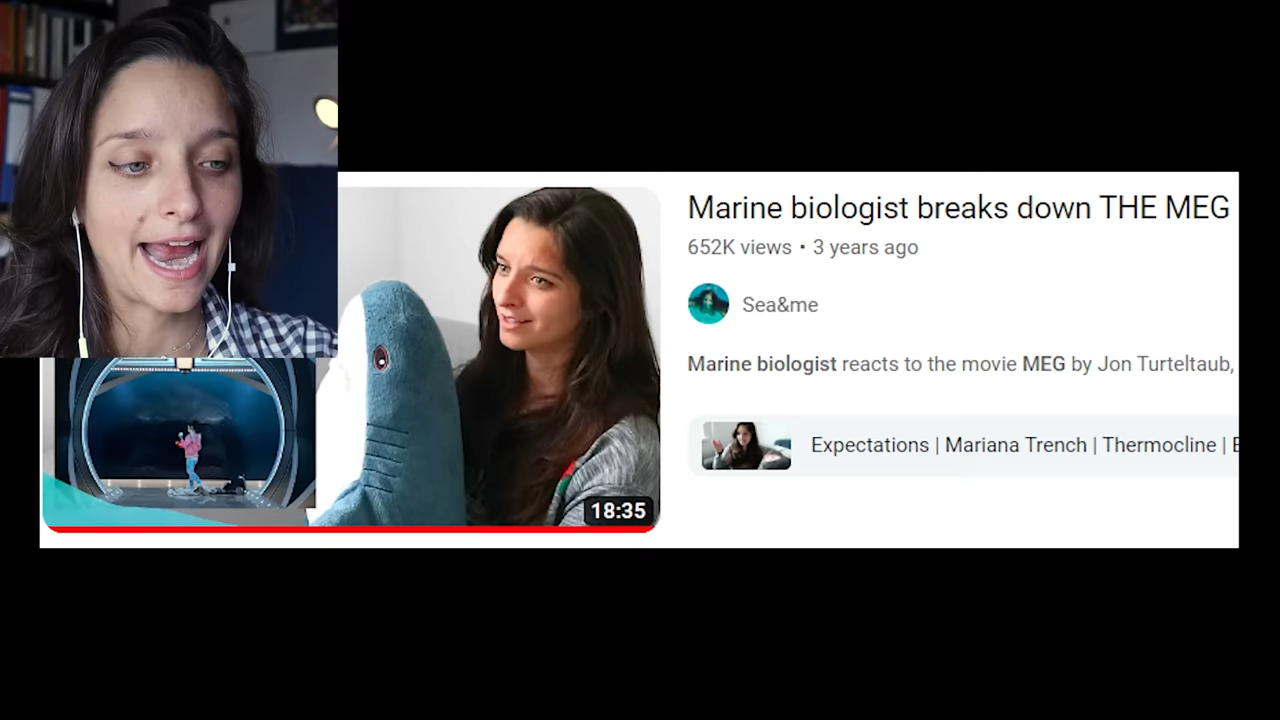 Marine biologist breaks down THE MEG
652K views • 3 years ago
Sea&me
Marine biologist reacts to the movie MEG by Jon Turteltaub,
Expectations | Mariana Trench | Thermocline |
18:35